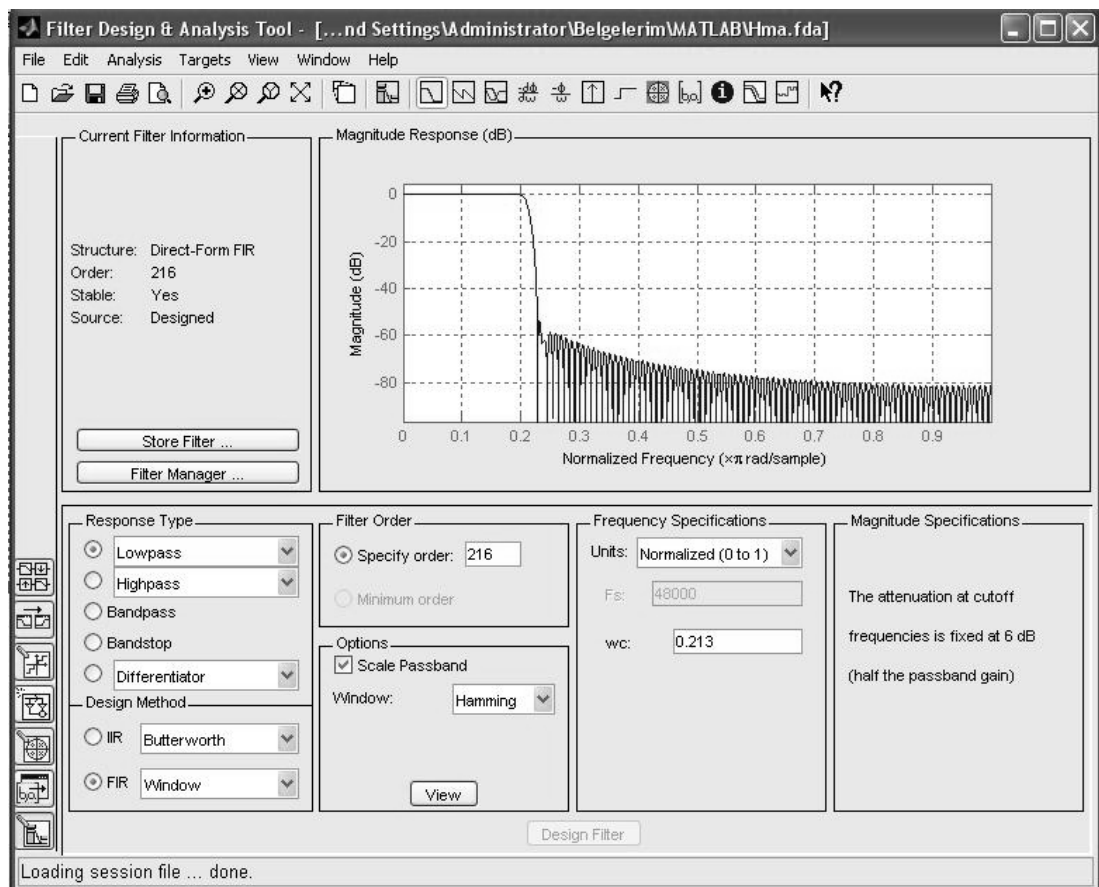 Filter Design & Analysis Tool - [...nd Settings\Administrator\Belgelerim\MATLAB\Hma.fda]
File Edit Analysis Targets View Window Help
Current Filter Information
Structure: Direct-Form FIR
Order: 216
Stable: Yes
Source: Designed
Store Filter ...
Filter Manager ...
Magnitude Response (dB)
Magnitude (dB)
0
-20
-40
-60
-80
0 0.1 0.2 0.3 0.4 0.5 0.6 0.7 0.8 0.9
Normalized Frequency (×π rad/sample)
Response Type
Lowpass
Highpass
Bandpass
Bandstop
Differentiator
Design Method
IIR Butterworth
FIR Window
Filter Order
Specify order: 216
Minimum order
Options
Scale Passband
Window: Hamming
View
Frequency Specifications
Units: Normalized (0 to 1)
Fs: 48000
wc: 0.213
Magnitude Specifications
The attenuation at cutoff
frequencies is fixed at 6 dB
(half the passband gain)
Design Filter
Loading session file ... done.